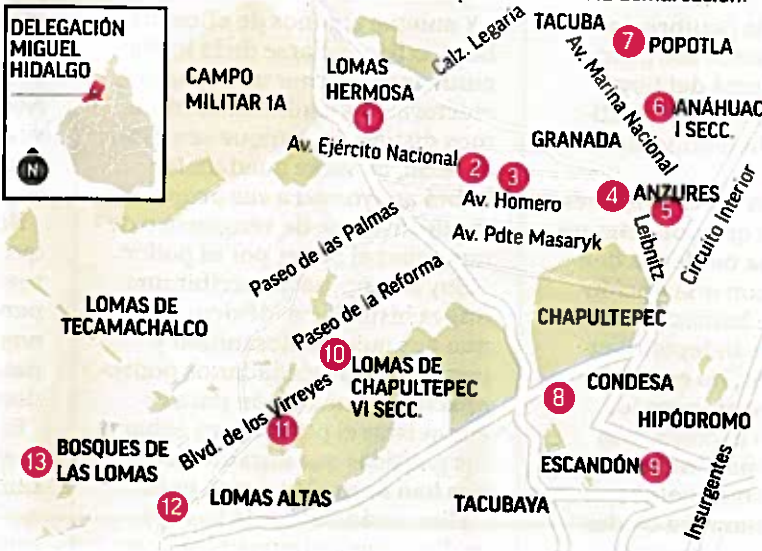 DELEGACIÓN
MIGUEL
HIDALGO
N
CAMPO
MILITAR 1A
LOMAS
HERMOSA
1
Calz. Legaria
TACUBA
7 POPOTLA
Av. Marina Nacional
6 ANÁHUAC
I SECC.
GRANADA
Av. Ejército Nacional
2
3
Av. Homero
4 ANZURES
5
Av. Pdte Masaryk
Leibnitz
Circuito Interior
Paseo de las Palmas
Paseo de la Reforma
LOMAS DE
TECAMACHALCO
CHAPULTEPEC
10
LOMAS DE
CHAPULTEPEC
VI SECC.
Blvd. de los Virreyes
11
8
CONDESA
HIPÓDROMO
13 BOSQUES DE
LAS LOMAS
ESCANDÓN 9
Insurgentes
12
LOMAS ALTAS
TACUBAYA